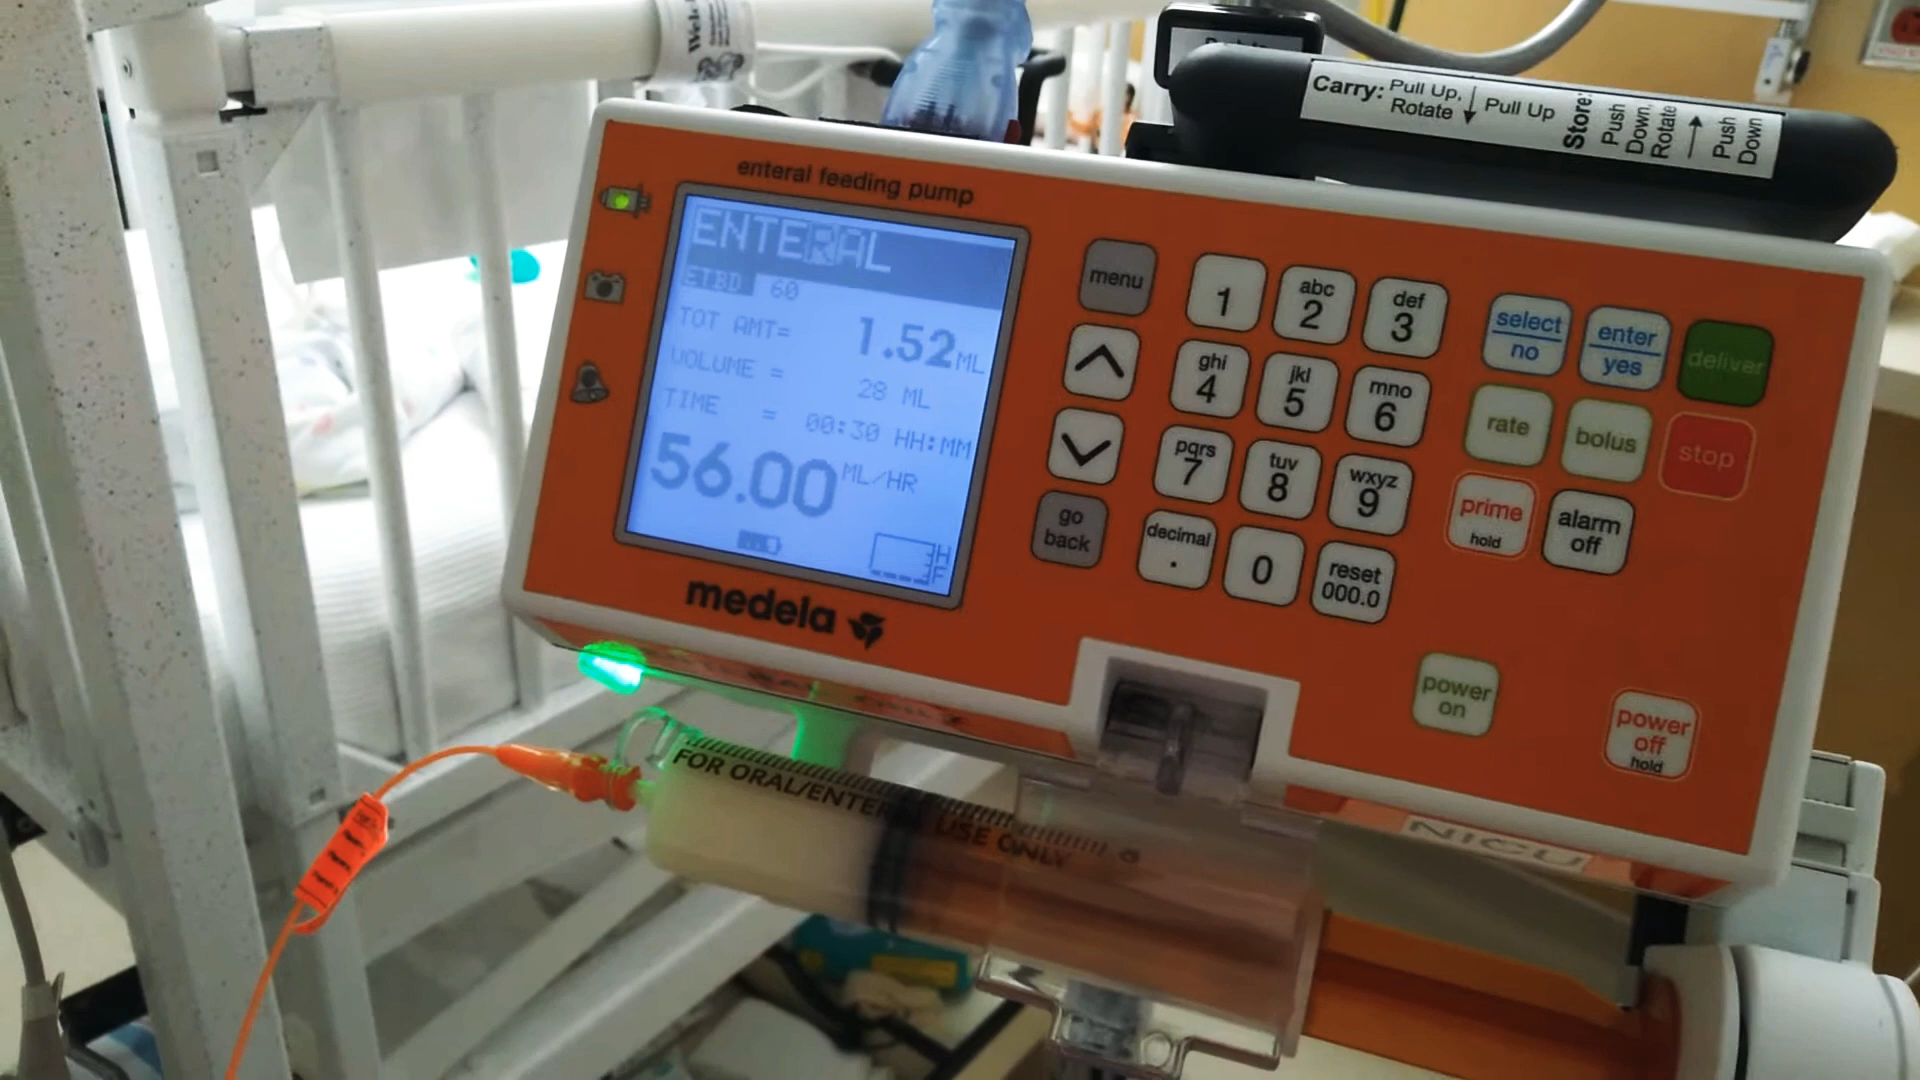 Carry: Pull Up, Rotate Pull Up Store: Push Down, Rotate Push Down
enteral feeding pump
ENTERAL
ETBD 60
TOT AMT= 1.52 ML
VOLUME = 28 ML
TIME = 00:30 HH:MM
56.00 ML/HR
medela
menu
go back
1
abc 2
def 3
ghi 4
jkl 5
mno 6
pqrs 7
tuv 8
wxyz 9
decimal .
0
reset 000.0
select no
enter yes
deliver
rate
bolus
stop
prime hold
alarm off
power on
power off hold
NICU
FOR ORAL/ENTERAL USE ONLY